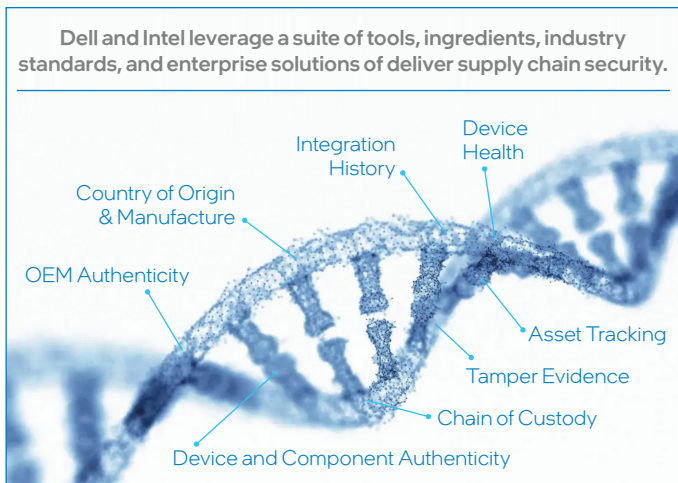 Dell and Intel leverage a suite of tools, ingredients, industry
standards, and enterprise solutions of deliver supply chain security.
Device
Health
Integration
History
Country of Origin
& Manufacture
OEM Authenticity
Asset Tracking
Tamper Evidence
Chain of Custody
Device and Component Authenticity